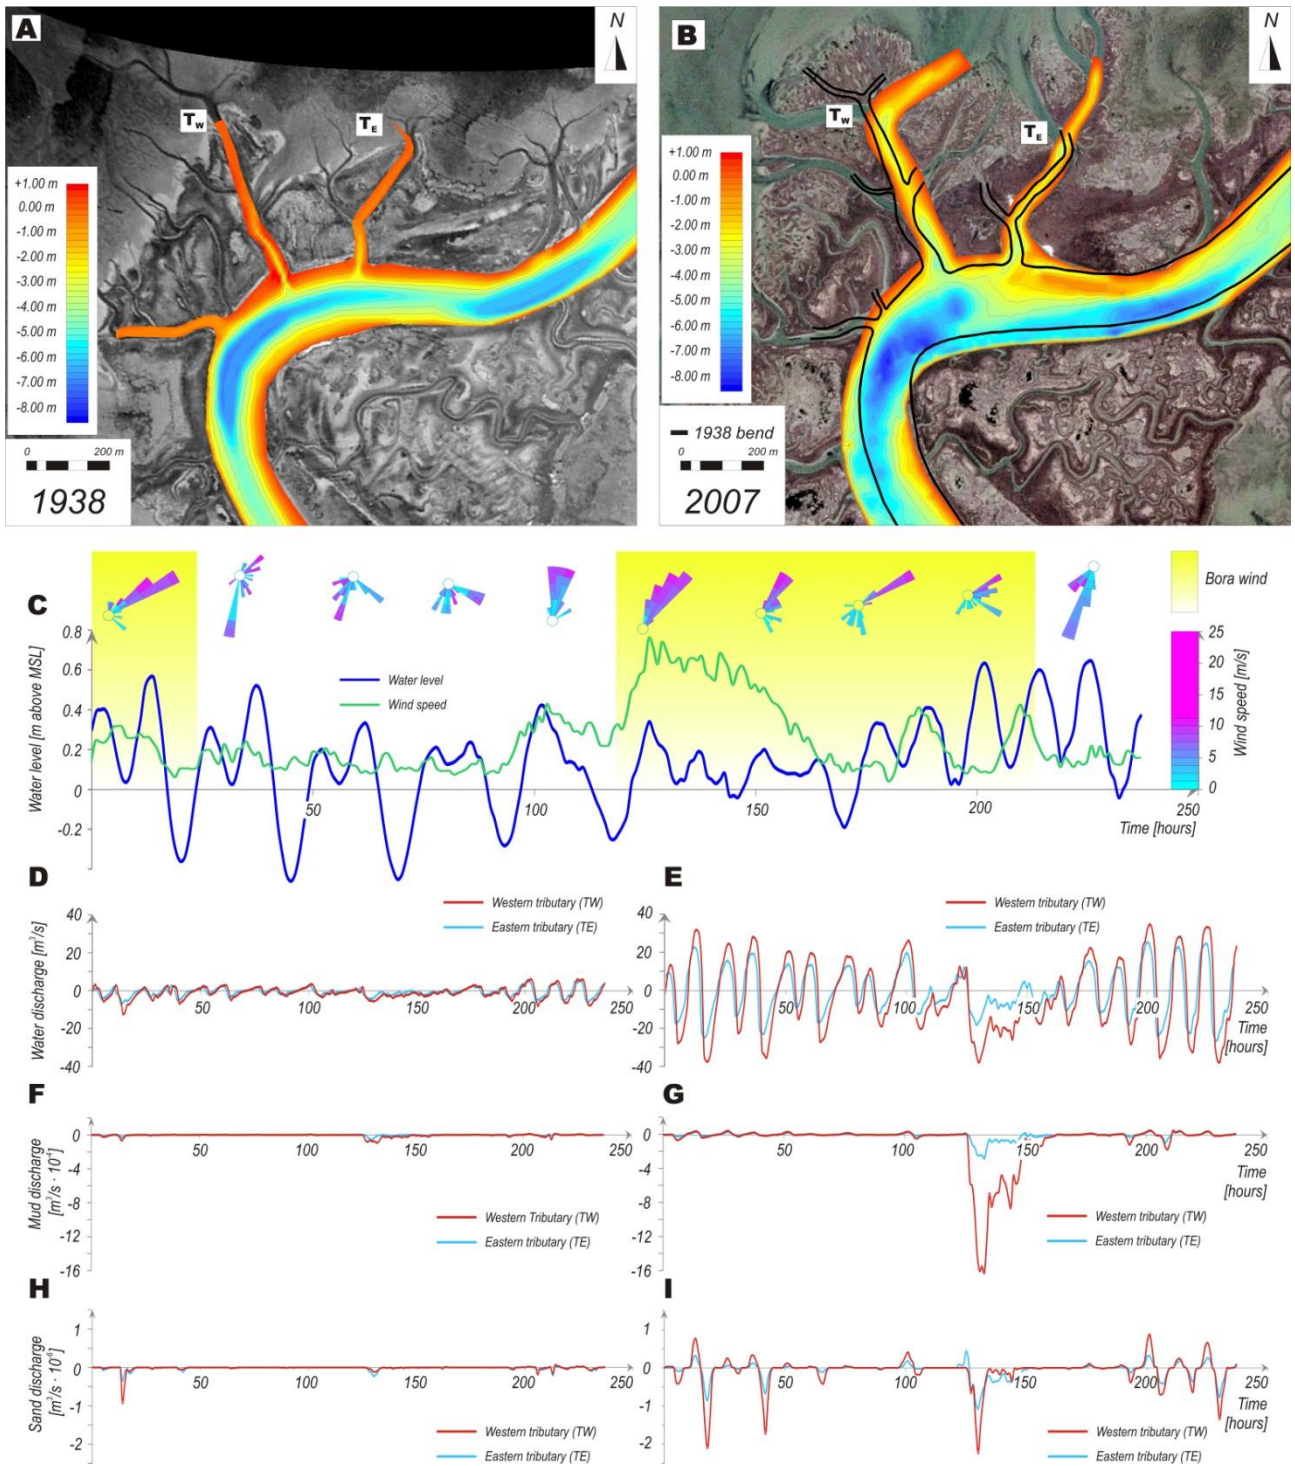 A
N
T_W
T_E
+1.00 m
0.00 m
-1.00 m
-2.00 m
-3.00 m
-4.00 m
-5.00 m
-6.00 m
-7.00 m
-8.00 m
0 200 m
1938
B
N
T_W
T_E
+1.00 m
0.00 m
-1.00 m
-2.00 m
-3.00 m
-4.00 m
-5.00 m
-6.00 m
-7.00 m
-8.00 m
1938 bend
0 200 m
2007
C
Water level [m above MSL]
0.8
0.6
0.4
0.2
0
-0.2
Water level
Wind speed
50
100
150
200
250
Time [hours]
Bora wind
25
20
15
10
5
0
Wind speed [m/s]
D
Water discharge [m³/s]
40
20
0
-20
-40
Western tributary (TW)
Eastern tributary (TE)
50
100
150
200
250
E
40
20
0
-20
-40
Western tributary (TW)
Eastern tributary (TE)
50
100
150
200
250
Time
[hours]
F
Mud discharge
[m³/s · 10⁻⁴]
0
-4
-8
-12
-16
50
100
150
200
250
Western Tributary (TW)
Eastern tributary (TE)
G
0
-4
-8
-12
-16
50
100
150
200
250
Time
[hours]
Western tributary (TW)
Eastern tributary (TE)
H
Sand discharge
[m³/s · 10⁻⁶]
1
0
-1
-2
50
100
150
200
250
Western tributary (TW)
Eastern tributary (TE)
I
1
0
-1
-2
50
100
150
200
250
Time
[hours]
Western tributary (TW)
Eastern tributary (TE)